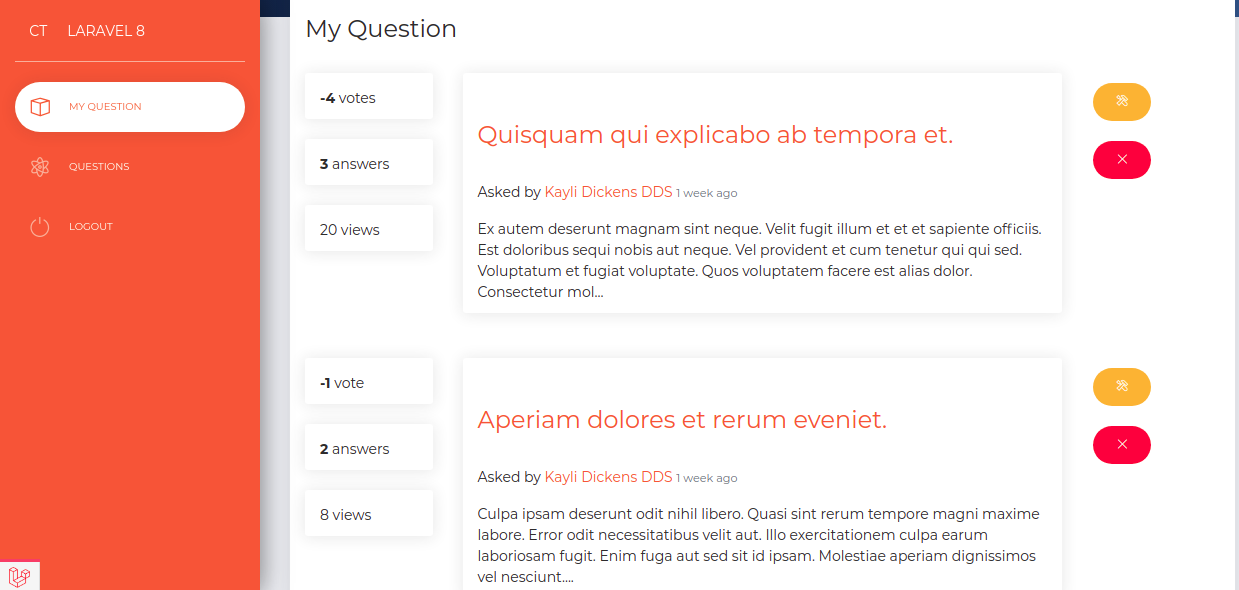 CT LARAVEL 8
MY QUESTION
QUESTIONS
LOGOUT
My Question
-4 votes
3 answers
20 views
Quisquam qui explicabo ab tempora et.
Asked by Kayli Dickens DDS 1 week ago
Ex autem deserunt magnam sint neque. Velit fugit illum et et et sapiente officiis.
Est doloribus sequi nobis aut neque. Vel provident et cum tenetur qui qui sed.
Voluptatum et fugiat voluptate. Quos voluptatem facere est alias dolor.
Consectetur mol...
-1 vote
2 answers
8 views
Aperiam dolores et rerum eveniet.
Asked by Kayli Dickens DDS 1 week ago
Culpa ipsam deserunt odit nihil libero. Quasi sint rerum tempore magni maxime
labore. Error odit necessitatibus velit aut. Illo exercitationem culpa earum
laboriosam fugit. Enim fuga aut sed sit id ipsam. Molestiae aperiam dignissimos
vel nesciunt....